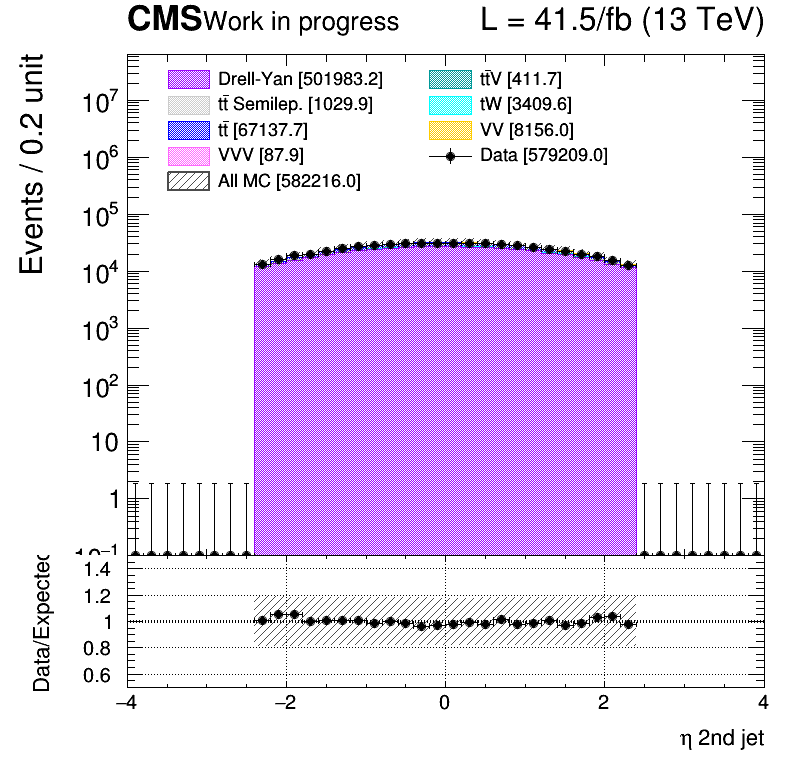 CMS Work in progress L = 41.5/fb (13 TeV)
Events / 0.2 unit
Drell-Yan [501983.2] tt̄V [411.7]
tt̄ Semilep. [1029.9] tW [3409.6]
tt̄ [67137.7] VV [8156.0]
VVV [87.9] Data [579209.0]
All MC [582216.0]
10⁷
10⁶
10⁵
10⁴
10³
10²
10
1
10⁻¹
Data/Expected
1.4
1.2
1
0.8
0.6
−4 −2 0 2 4
η 2nd jet